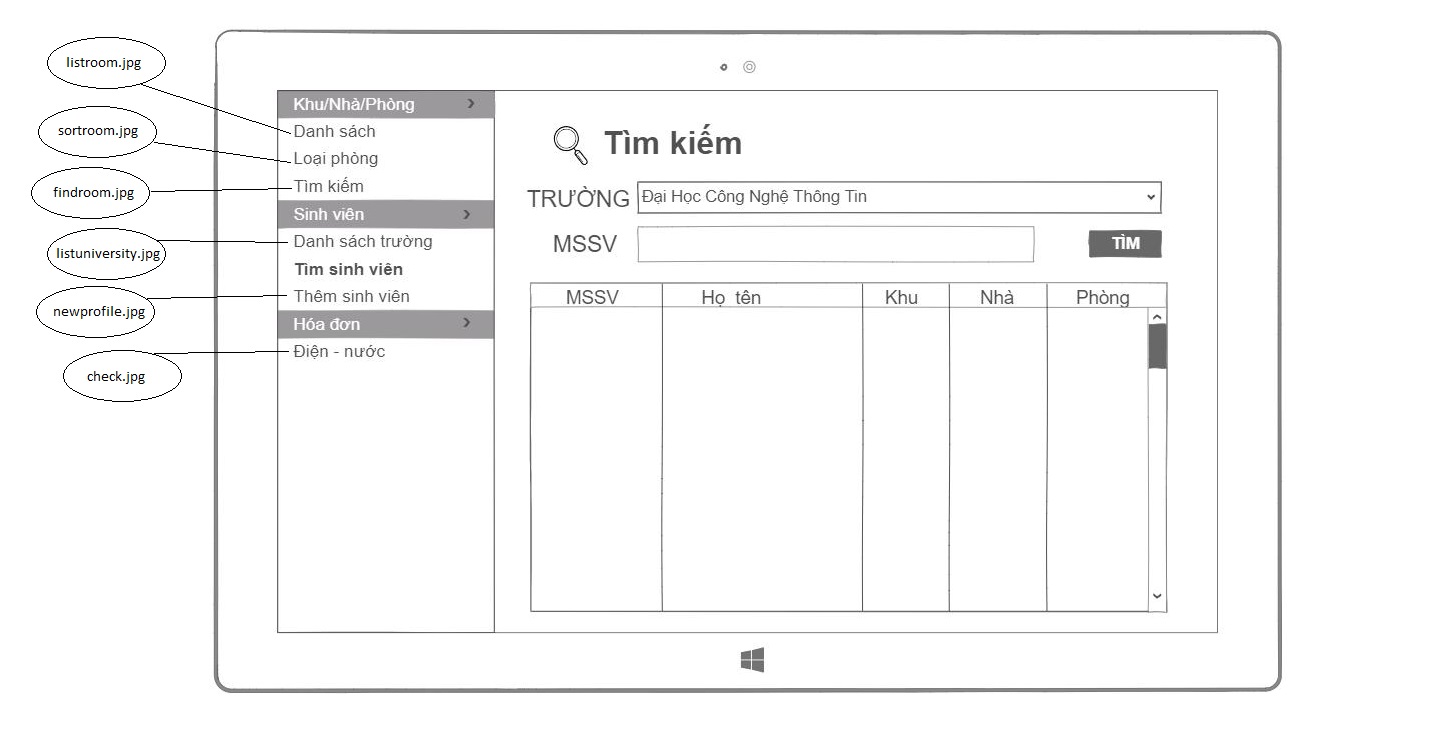 listroom.jpg
sortroom.jpg
findroom.jpg
listuniversity.jpg
newprofile.jpg
check.jpg
Khu/Nhà/Phòng
Danh sách
Loại phòng
Tìm kiếm
Sinh viên
Danh sách trường
Tìm sinh viên
Thêm sinh viên
Hóa đơn
Điện - nước
Tìm kiếm
TRƯỜNG Đại Học Công Nghệ Thông Tin
MSSV TÌM
MSSV Họ tên Khu Nhà Phòng